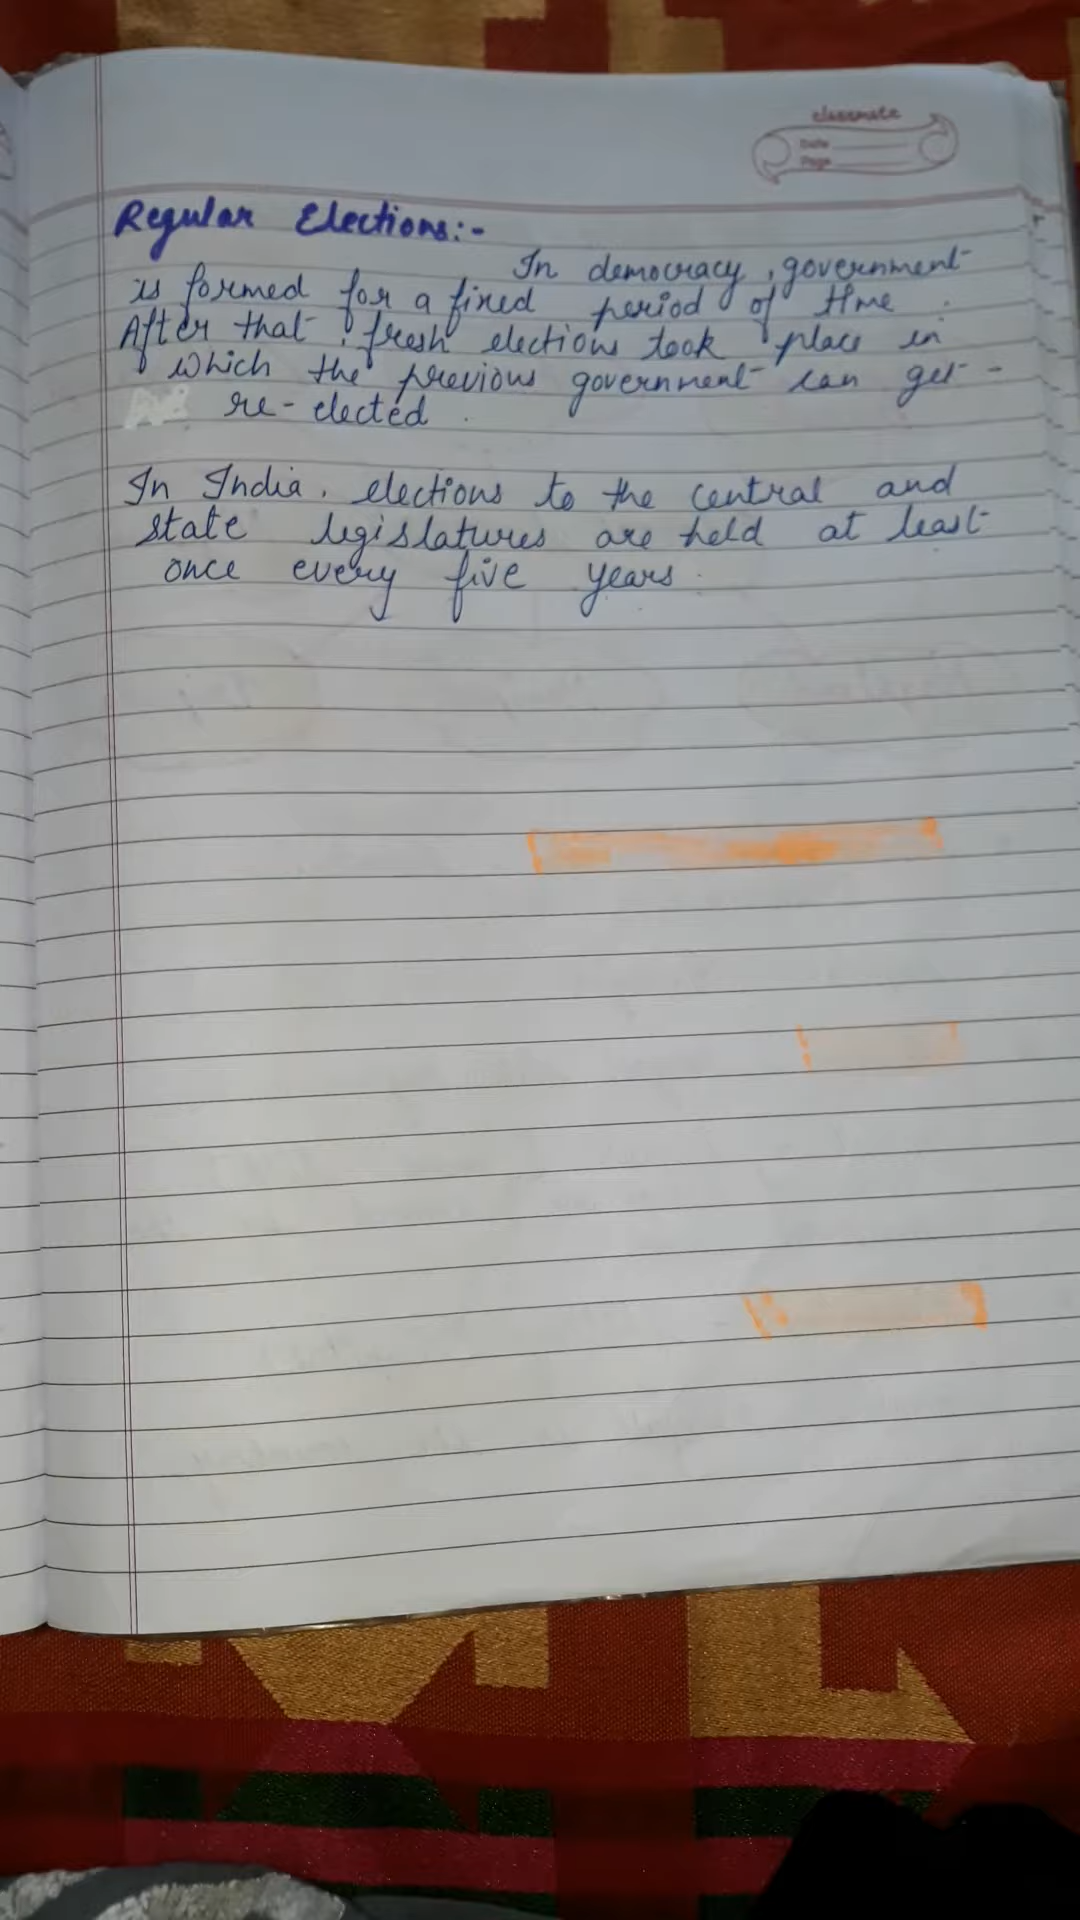 classmate
Date
Page
Regular Elections:-
In democracy, government
is formed for a fixed period of time.
After that, fresh elections took place in
which the previous government can get-
re-elected.
In India, elections to the central and
state legislatures are held at least
once every five years.